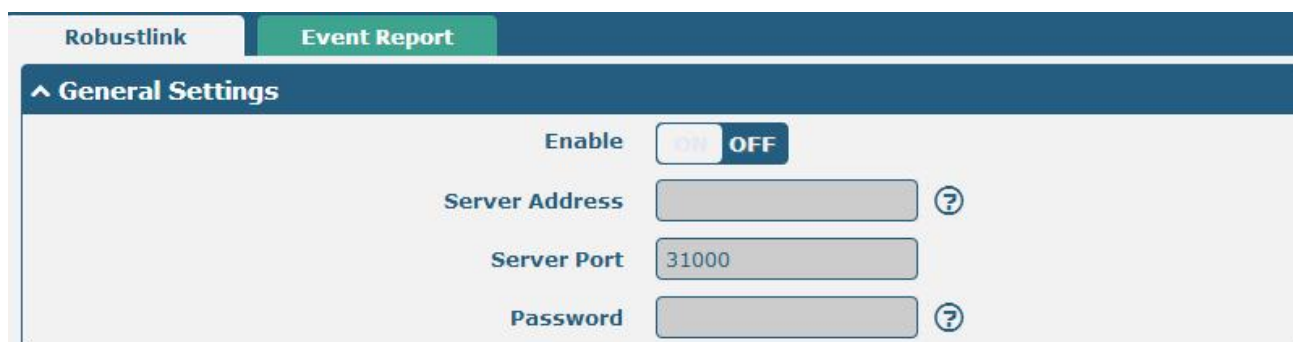 Robustlink Event Report
^ General Settings
Enable ON OFF
Server Address ?
Server Port 31000
Password ?